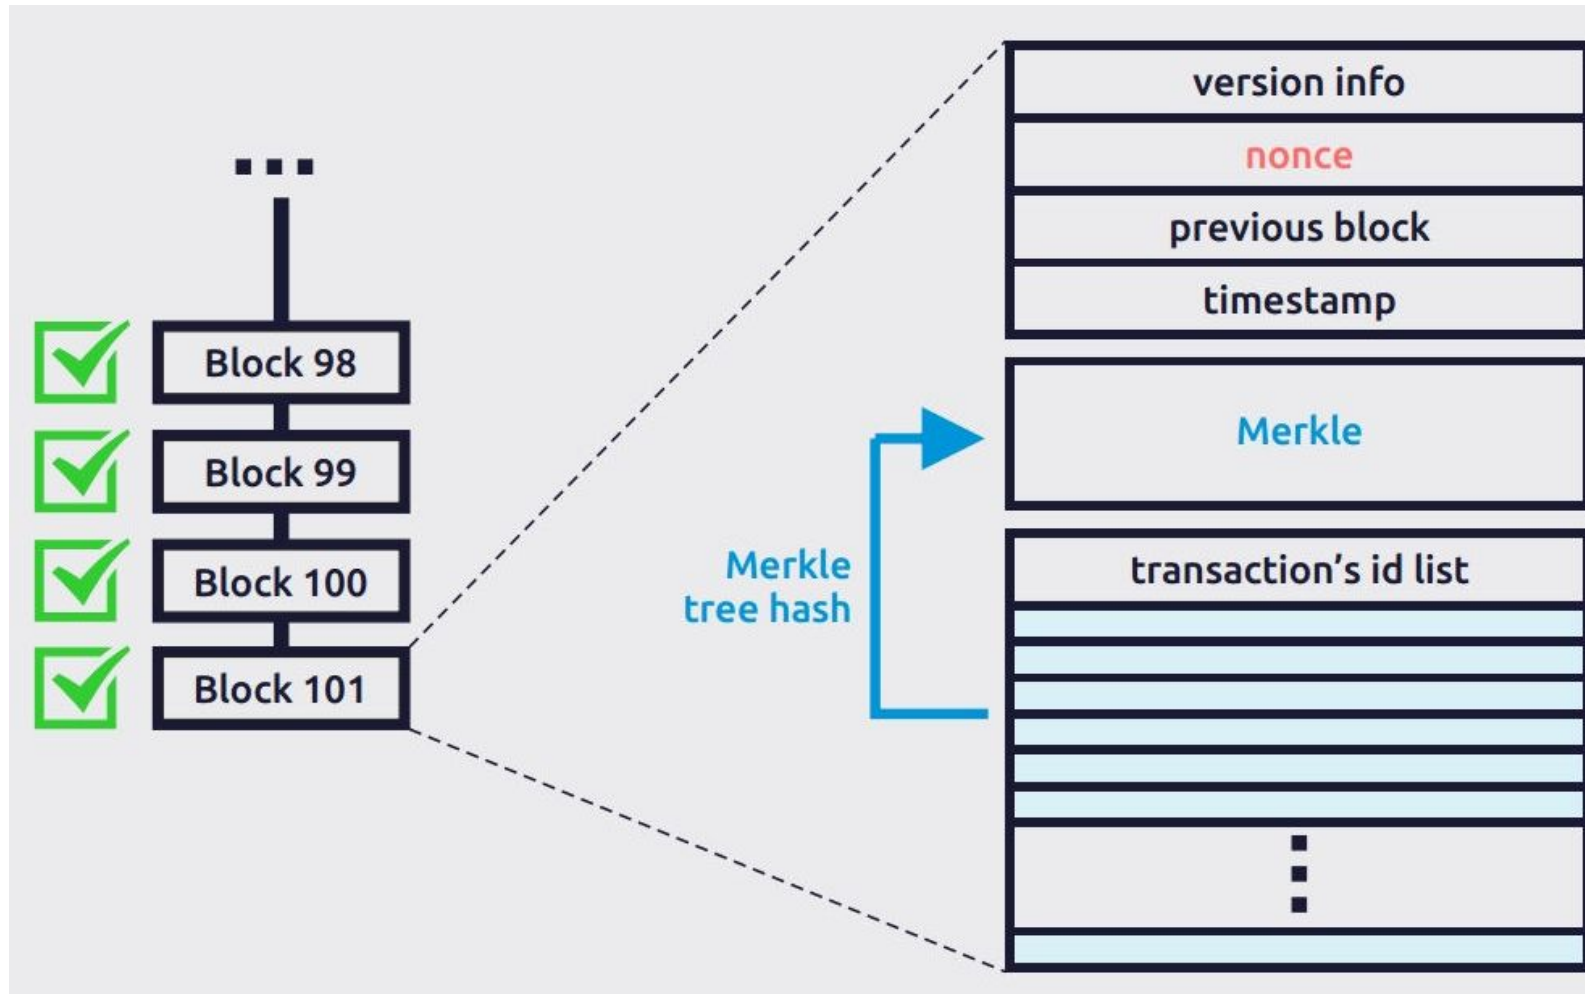 ...
Block 98
Block 99
Block 100
Block 101
Merkle
tree hash
version info
nonce
previous block
timestamp
Merkle
transaction's id list